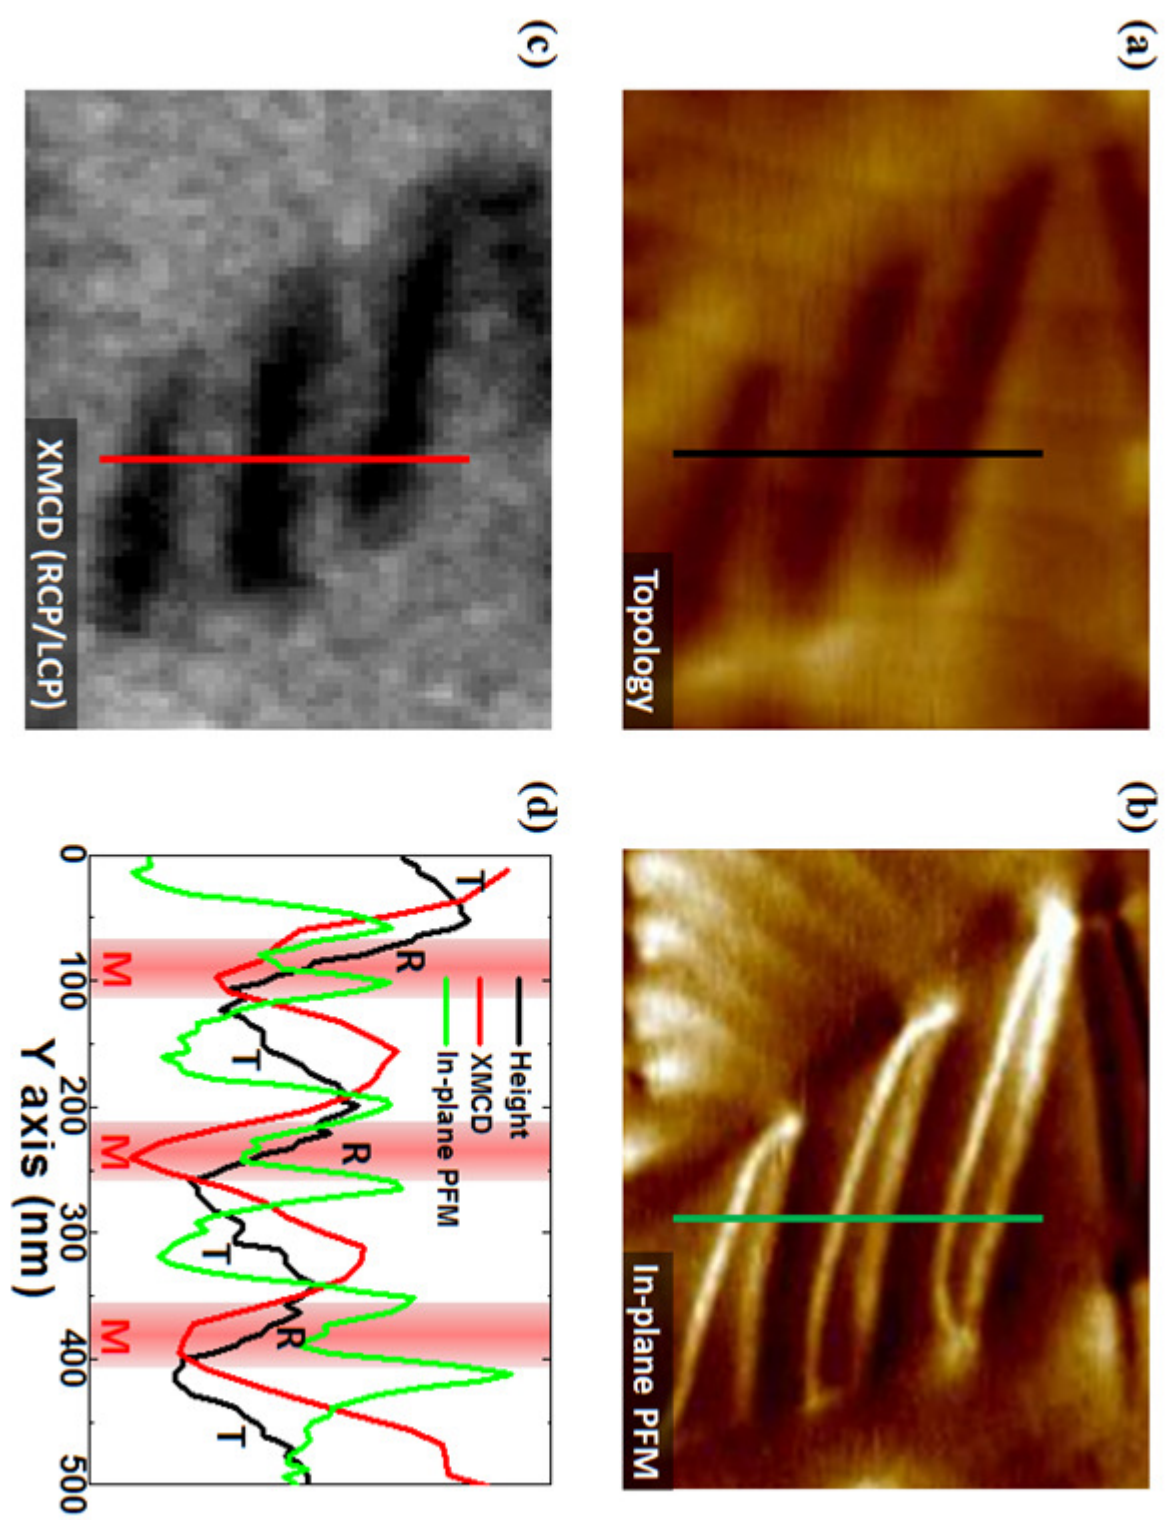 (a)
Topology
(b)
In-plane PFM
(c)
XMCD (RCP/LCP)
(d)
Height
XMCD
In-plane PFM
T
R
T
R
T
R
T
M
M
M
0
100
200
300
400
500
Y axis (nm)